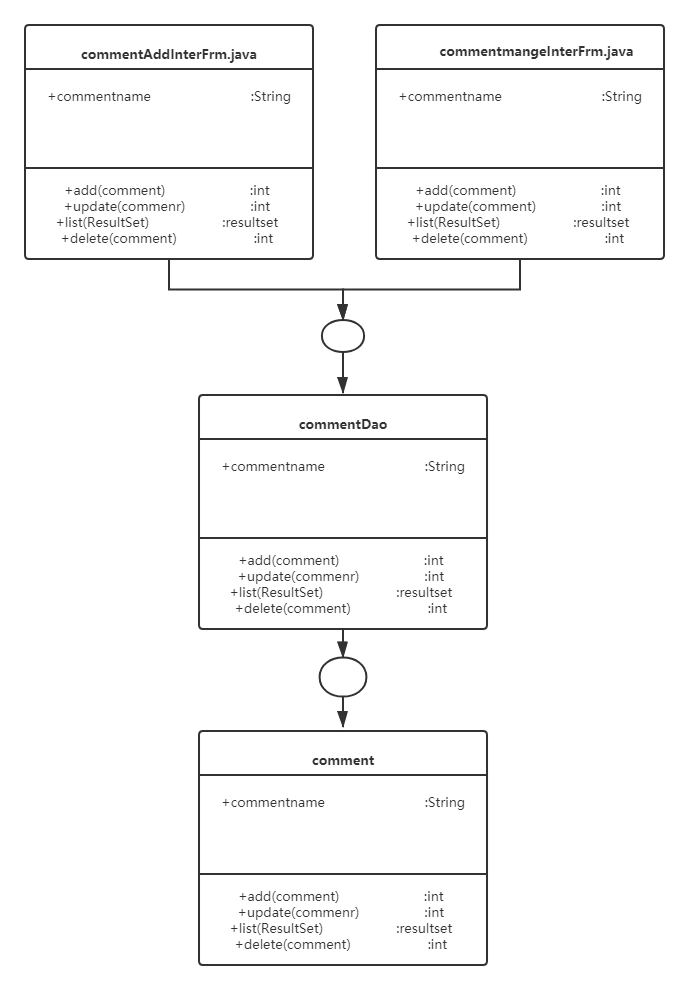 commentAddInterFrm.java
+commentname :String
+add(comment) :int
+update(commenr) :int
+list(ResultSet) :resultset
+delete(comment) :int
commentmangeInterFrm.java
+commentname :String
+add(comment) :int
+update(comment) :int
+list(ResultSet) :resultset
+delete(comment) :int
commentDao
+commentname :String
+add(comment) :int
+update(commenr) :int
+list(ResultSet) :resultset
+delete(comment) :int
comment
+commentname :String
+add(comment) :int
+update(commenr) :int
+list(ResultSet) :resultset
+delete(comment) :int